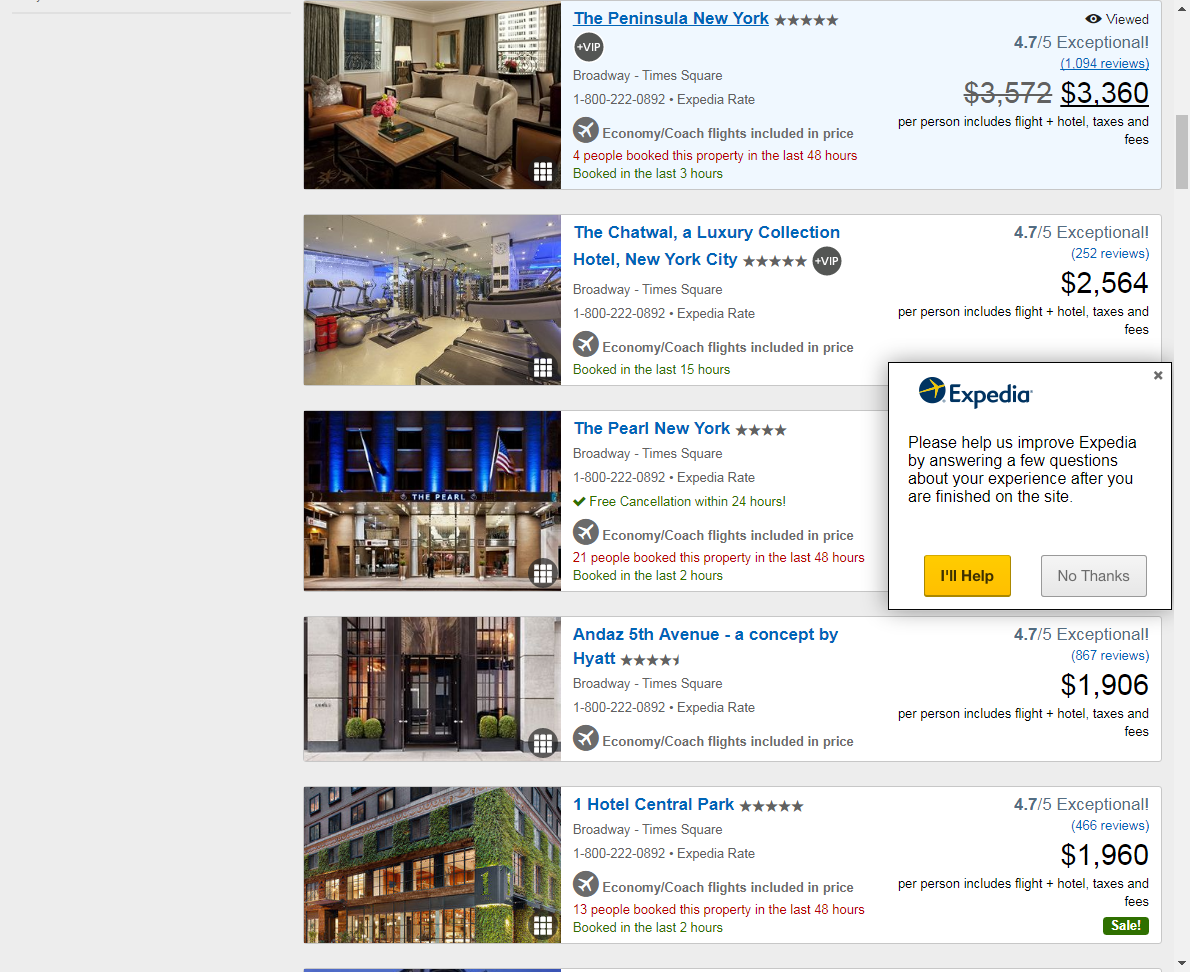 The Peninsula New York
Viewed
+VIP
4.7/5 Exceptional!
(1,094 reviews)
Broadway - Times Square
$3,572 $3,360
1-800-222-0892 • Expedia Rate
per person includes flight + hotel, taxes and
fees
Economy/Coach flights included in price
4 people booked this property in the last 48 hours
Booked in the last 3 hours
The Chatwal, a Luxury Collection
Hotel, New York City +VIP
4.7/5 Exceptional!
(252 reviews)
$2,564
Broadway - Times Square
1-800-222-0892 • Expedia Rate
per person includes flight + hotel, taxes and
fees
Economy/Coach flights included in price
Booked in the last 15 hours
THE PEARL
The Pearl New York
Broadway - Times Square
1-800-222-0892 • Expedia Rate
Free Cancellation within 24 hours!
Economy/Coach flights included in price
21 people booked this property in the last 48 hours
Booked in the last 2 hours
Expedia
Please help us improve Expedia
by answering a few questions
about your experience after you
are finished on the site.
I'll Help
No Thanks
Andaz 5th Avenue - a concept by
Hyatt
4.7/5 Exceptional!
(867 reviews)
$1,906
Broadway - Times Square
1-800-222-0892 • Expedia Rate
per person includes flight + hotel, taxes and
fees
Economy/Coach flights included in price
1 Hotel Central Park
4.7/5 Exceptional!
(466 reviews)
$1,960
Broadway - Times Square
1-800-222-0892 • Expedia Rate
per person includes flight + hotel, taxes and
fees
Economy/Coach flights included in price
13 people booked this property in the last 48 hours
Booked in the last 2 hours
Sale!